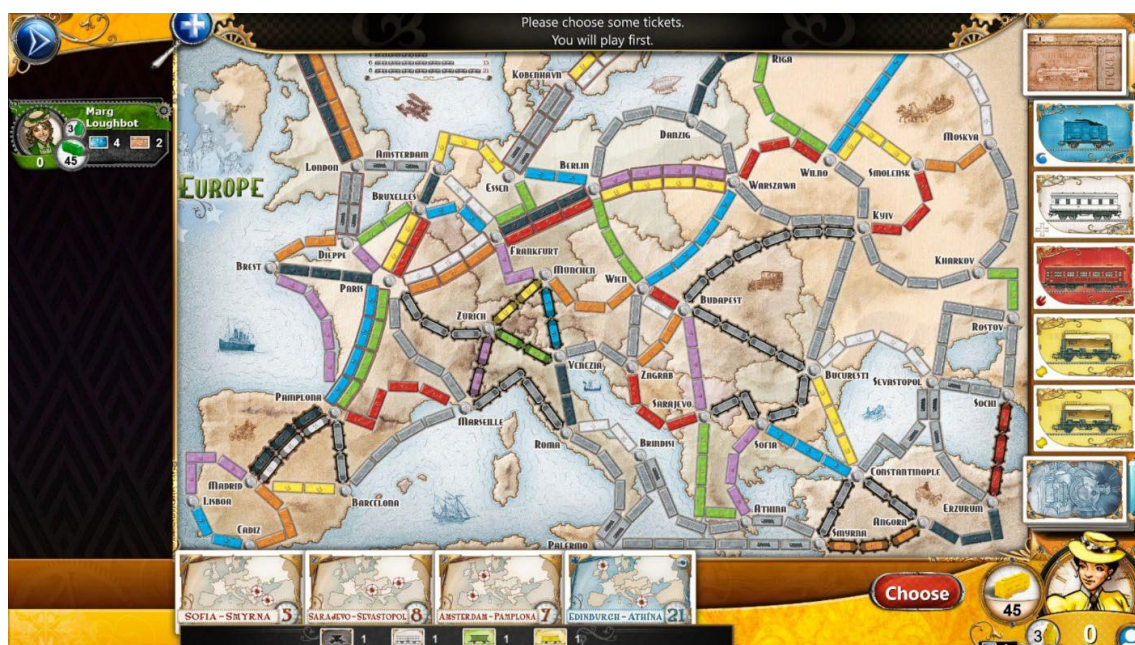 Please choose some tickets.
You will play first.
Marg
Loughbot
3
4
2
0
45
EUROPE
KØBENHAVN
RIGA
DANZIG
MOSKVA
LONDON
AMSTERDAM
ESSEN
BERLIN
WILNO
SMOLENSK
BRUXELLES
WARSZAWA
KYIV
DIEPPE
FRANKFURT
KHARKOV
BREST
PARIS
MÜNCHEN
WIEN
BUDAPEST
ZÜRICH
ROSTOV
VENEZIA
ZAGRAB
BUCURESTI
SEVASTOPOL
PAMPLONA
MARSEILLE
SARAJEVO
SOCHI
ROMA
BRINDISI
SOFIA
MADRID
LISBOA
BARCELONA
CONSTANTINOPLE
CADIZ
ATHINA
ANGORA
ERZURUM
PALERMO
SMYRNA
SOFIA - SMYRNA 5
SARAJEVO - SEVASTOPOL 8
AMSTERDAM - PAMPLONA 7
EDINBURGH - ATHINA 21
Choose
45
3
0
1
1
1
1